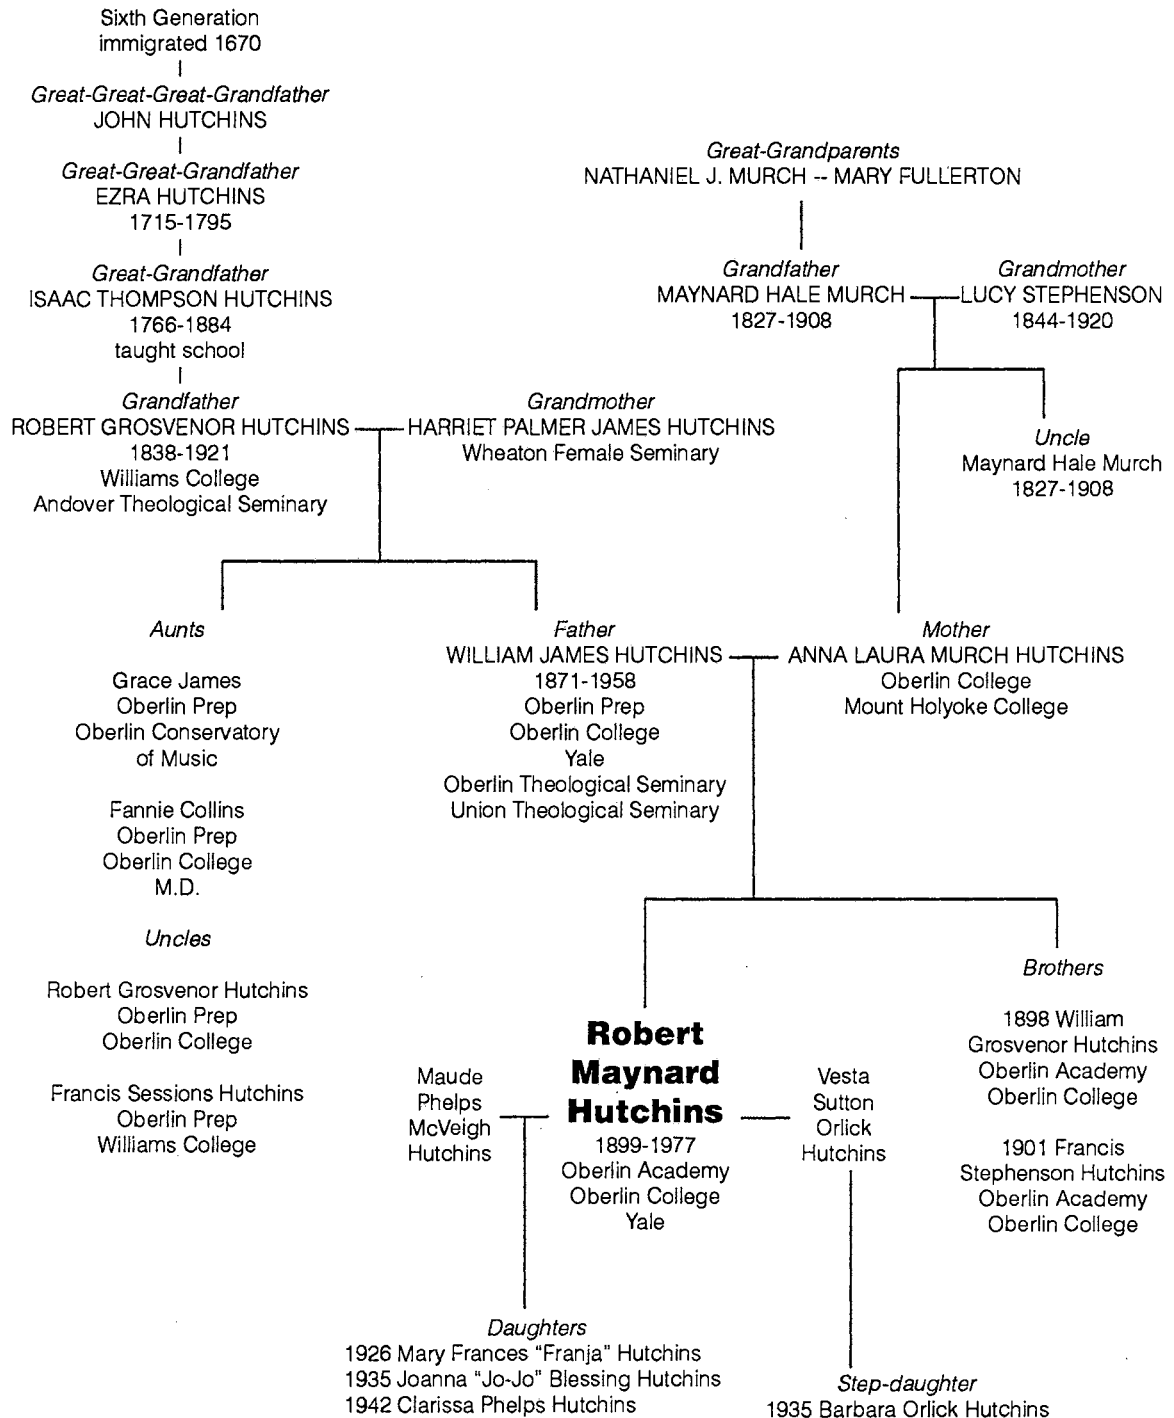 Sixth Generation
immigrated 1670
Great-Great-Great-Grandfather
JOHN HUTCHINS
Great-Great-Grandfather
EZRA HUTCHINS
1715-1795
Great-Grandfather
ISAAC THOMPSON HUTCHINS
1766-1884
taught school
Grandfather
ROBERT GROSVENOR HUTCHINS
1838-1921
Williams College
Andover Theological Seminary
Grandmother
HARRIET PALMER JAMES HUTCHINS
Wheaton Female Seminary
Great-Grandparents
NATHANIEL J. MURCH -- MARY FULLERTON
Grandfather
MAYNARD HALE MURCH
1827-1908
Grandmother
LUCY STEPHENSON
1844-1920
Uncle
Maynard Hale Murch
1827-1908
Aunts
Grace James
Oberlin Prep
Oberlin Conservatory
of Music
Fannie Collins
Oberlin Prep
Oberlin College
M.D.
Uncles
Robert Grosvenor Hutchins
Oberlin Prep
Oberlin College
Francis Sessions Hutchins
Oberlin Prep
Williams College
Father
WILLIAM JAMES HUTCHINS
1871-1958
Oberlin Prep
Oberlin College
Yale
Oberlin Theological Seminary
Union Theological Seminary
Mother
ANNA LAURA MURCH HUTCHINS
Oberlin College
Mount Holyoke College
Maude
Phelps
McVeigh
Hutchins
Robert
Maynard
Hutchins
1899-1977
Oberlin Academy
Oberlin College
Yale
Vesta
Sutton
Orlick
Hutchins
Brothers
1898 William
Grosvenor Hutchins
Oberlin Academy
Oberlin College
1901 Francis
Stephenson Hutchins
Oberlin Academy
Oberlin College
Daughters
1926 Mary Frances "Franja" Hutchins
1935 Joanna "Jo-Jo" Blessing Hutchins
1942 Clarissa Phelps Hutchins
Step-daughter
1935 Barbara Orlick Hutchins